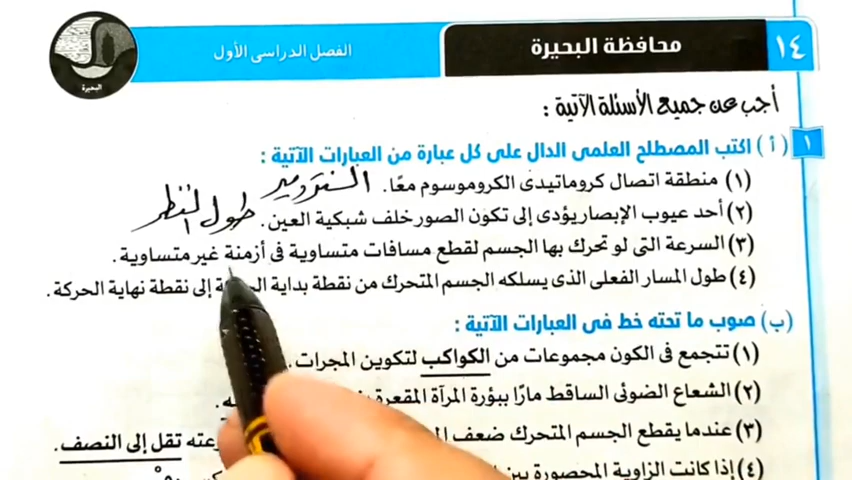 ١٤
محافظة البحيرة
الفصل الدراسى الأول
البحيرة
أجب عن جميع الأسئلة الآتية :
١ (أ) اكتب المصطلح العلمى الدال على كل عبارة من العبارات الآتية :
(١) منطقة اتصال كروماتيدى الكروموسوم معًا. السنترومير
(٢) أحد عيوب الإبصار يؤدى إلى تكون الصور خلف شبكية العين. طول النظر
(٣) السرعة التى لو تحرك بها الجسم لقطع مسافات متساوية فى أزمنة غير متساوية .
(٤) طول المسار الفعلى الذى يسلكه الجسم المتحرك من نقطة بداية إلى نقطة نهاية الحركة.
(ب) صوب ما تحته خط فى العبارات الآتية :
(١) تتجمع فى الكون مجموعات من الكواكب لتكوين المجرات.
(٢) الشعاع الضوئى الساقط مارًا ببؤرة المرآة المقعرة
(٣) عندما يقطع الجسم المتحرك ضعف تقل إلى النصف.
(٤) إذا كانت الزاوية المحصورة بين